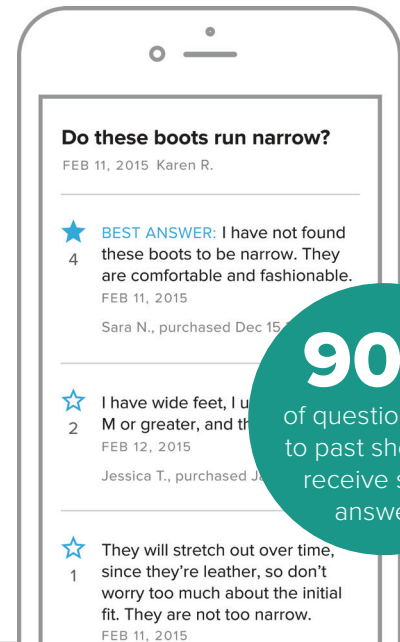 Do these boots run narrow?
FEB 11, 2015 Karen R.
BEST ANSWER: I have not found
4 these boots to be narrow. They
are comfortable and fashionable.
FEB 11, 2015
Sara N., purchased Dec 15
I have wide feet, I
2 M or greater, and
FEB 12, 2015
Jessica T., purchased
They will stretch out over time,
1 since they're leather, so don't
worry too much about the initial
fit. They are not too narrow.
FEB 11, 2015
90
of
to past
receive